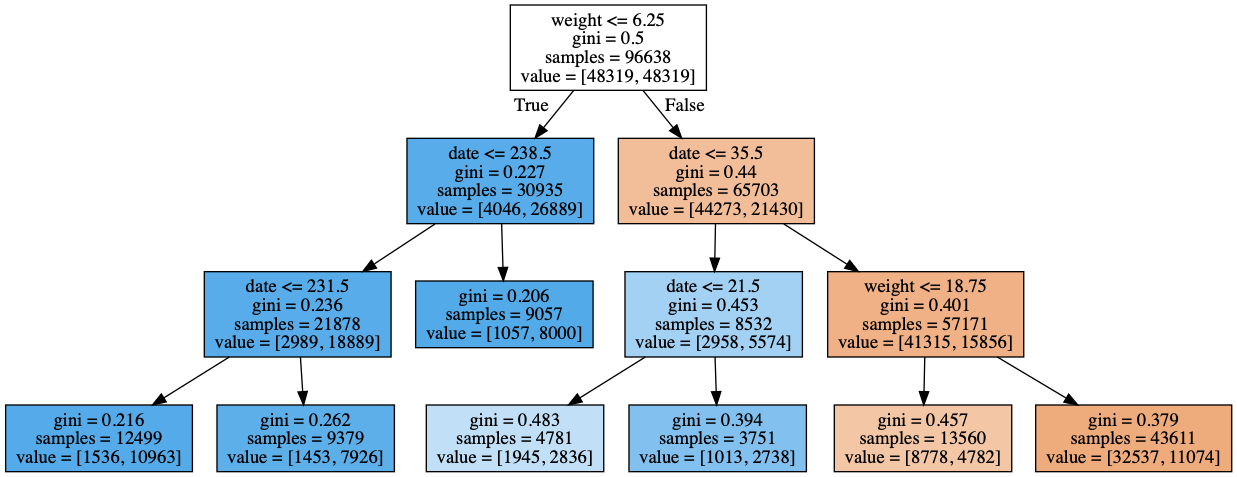 weight <= 6.25
gini = 0.5
samples = 96638
value = [48319, 48319]
True
False
date <= 238.5
gini = 0.227
samples = 30935
value = [4046, 26889]
date <= 35.5
gini = 0.44
samples = 65703
value = [44273, 21430]
date <= 231.5
gini = 0.236
samples = 21878
value = [2989, 18889]
gini = 0.206
samples = 9057
value = [1057, 8000]
date <= 21.5
gini = 0.453
samples = 8532
value = [2958, 5574]
weight <= 18.75
gini = 0.401
samples = 57171
value = [41315, 15856]
gini = 0.216
samples = 12499
value = [1536, 10963]
gini = 0.262
samples = 9379
value = [1453, 7926]
gini = 0.483
samples = 4781
value = [1945, 2836]
gini = 0.394
samples = 3751
value = [1013, 2738]
gini = 0.457
samples = 13560
value = [8778, 4782]
gini = 0.379
samples = 43611
value = [32537, 11074]